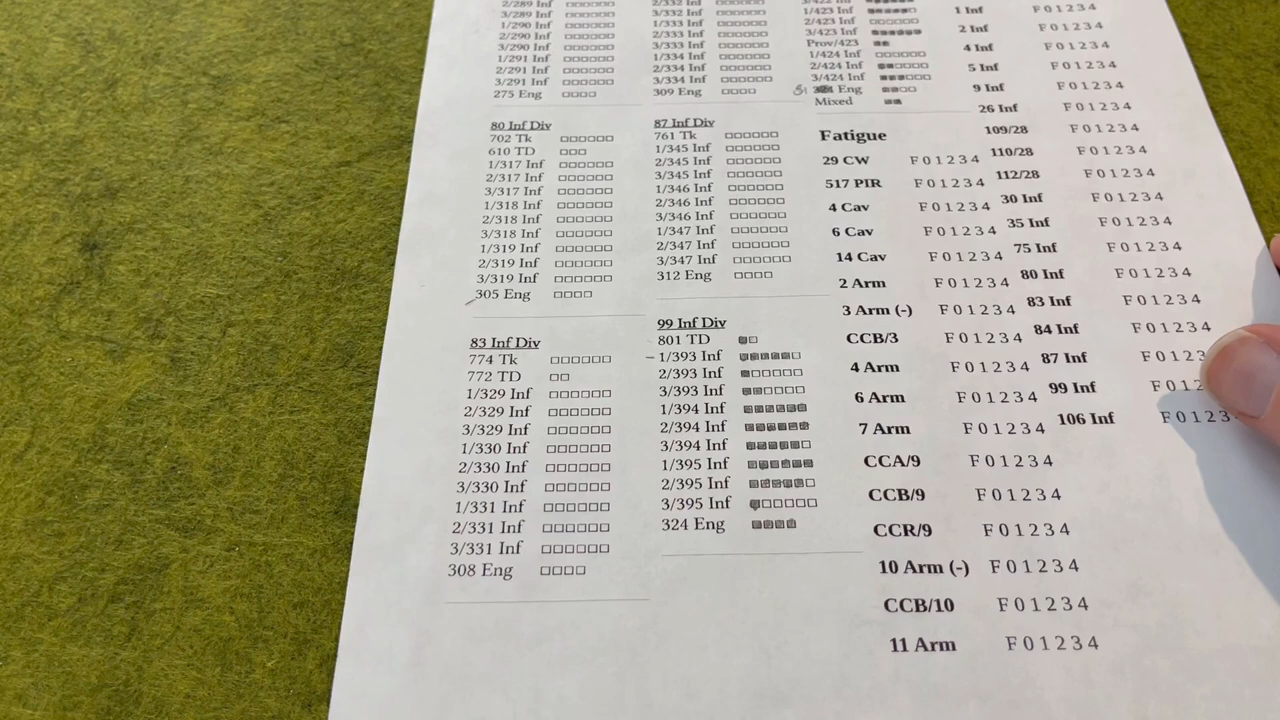 2/289 Inf
3/289 Inf
1/290 Inf
2/290 Inf
3/290 Inf
1/291 Inf
2/291 Inf
3/291 Inf
275 Eng
80 Inf Div
702 Tk
610 TD
1/317 Inf
2/317 Inf
3/317 Inf
1/318 Inf
2/318 Inf
3/318 Inf
1/319 Inf
2/319 Inf
3/319 Inf
305 Eng
83 Inf Div
774 Tk
772 TD
1/329 Inf
2/329 Inf
3/329 Inf
1/330 Inf
2/330 Inf
3/330 Inf
1/331 Inf
2/331 Inf
3/331 Inf
308 Eng
2/332 Inf
3/332 Inf
1/333 Inf
2/333 Inf
3/333 Inf
1/334 Inf
2/334 Inf
3/334 Inf
309 Eng
87 Inf Div
761 Tk
1/345 Inf
2/345 Inf
3/345 Inf
1/346 Inf
2/346 Inf
3/346 Inf
1/347 Inf
2/347 Inf
3/347 Inf
312 Eng
99 Inf Div
801 TD
1/393 Inf
2/393 Inf
3/393 Inf
1/394 Inf
2/394 Inf
3/394 Inf
1/395 Inf
2/395 Inf
3/395 Inf
324 Eng
3/422 Inf
1/423 Inf
2/423 Inf
3/423 Inf
Prov/423
1/424 Inf
2/424 Inf
3/424 Inf
81 Eng
Mixed
Fatigue
29 CW F 0 1 2 3 4
517 PIR F 0 1 2 3 4
4 Cav F 0 1 2 3 4
6 Cav F 0 1 2 3 4
14 Cav F 0 1 2 3 4
2 Arm F 0 1 2 3 4
3 Arm (-) F 0 1 2 3 4
CCB/3 F 0 1 2 3 4
4 Arm F 0 1 2 3 4
6 Arm F 0 1 2 3 4
7 Arm F 0 1 2 3 4
CCA/9 F 0 1 2 3 4
CCB/9 F 0 1 2 3 4
CCR/9 F 0 1 2 3 4
10 Arm (-) F 0 1 2 3 4
CCB/10 F 0 1 2 3 4
11 Arm F 0 1 2 3 4
1 Inf F 0 1 2 3 4
2 Inf F 0 1 2 3 4
4 Inf F 0 1 2 3 4
5 Inf F 0 1 2 3 4
9 Inf F 0 1 2 3 4
26 Inf F 0 1 2 3 4
109/28 F 0 1 2 3 4
110/28 F 0 1 2 3 4
112/28 F 0 1 2 3 4
30 Inf F 0 1 2 3 4
35 Inf F 0 1 2 3 4
75 Inf F 0 1 2 3 4
80 Inf F 0 1 2 3 4
83 Inf F 0 1 2 3 4
84 Inf F 0 1 2 3 4
87 Inf F 0 1 2 3
99 Inf F 0 1 2
106 Inf F 0 1 2 3